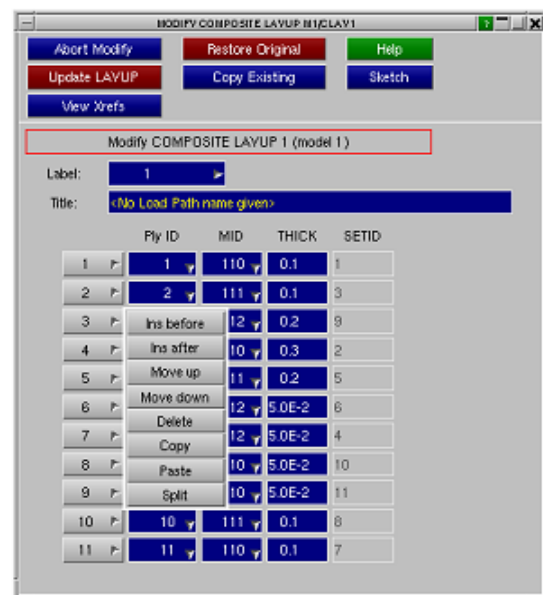 MODIFY COMPOSITE LAYUP M1/CLAY1 ?
Abort Modify Restore Original Help
Update LAYUP Copy Existing Sketch
View Xrefs
Modify COMPOSITE LAYUP 1 (model 1)
Label: 1
Title: <No Load Path name given>
Ply ID MID THICK SETID
1 1 110 0.1 1
2 2 111 0.1 3
3 Ins before 12 0.2 9
4 Ins after 10 0.3 2
5 Move up 11 0.2 5
Move down
6 12 5.0E-2 6
Delete
7 Copy 12 5.0E-2 4
8 Paste 10 5.0E-2 10
9 Split 10 5.0E-2 11
10 10 111 0.1 8
11 11 110 0.1 7